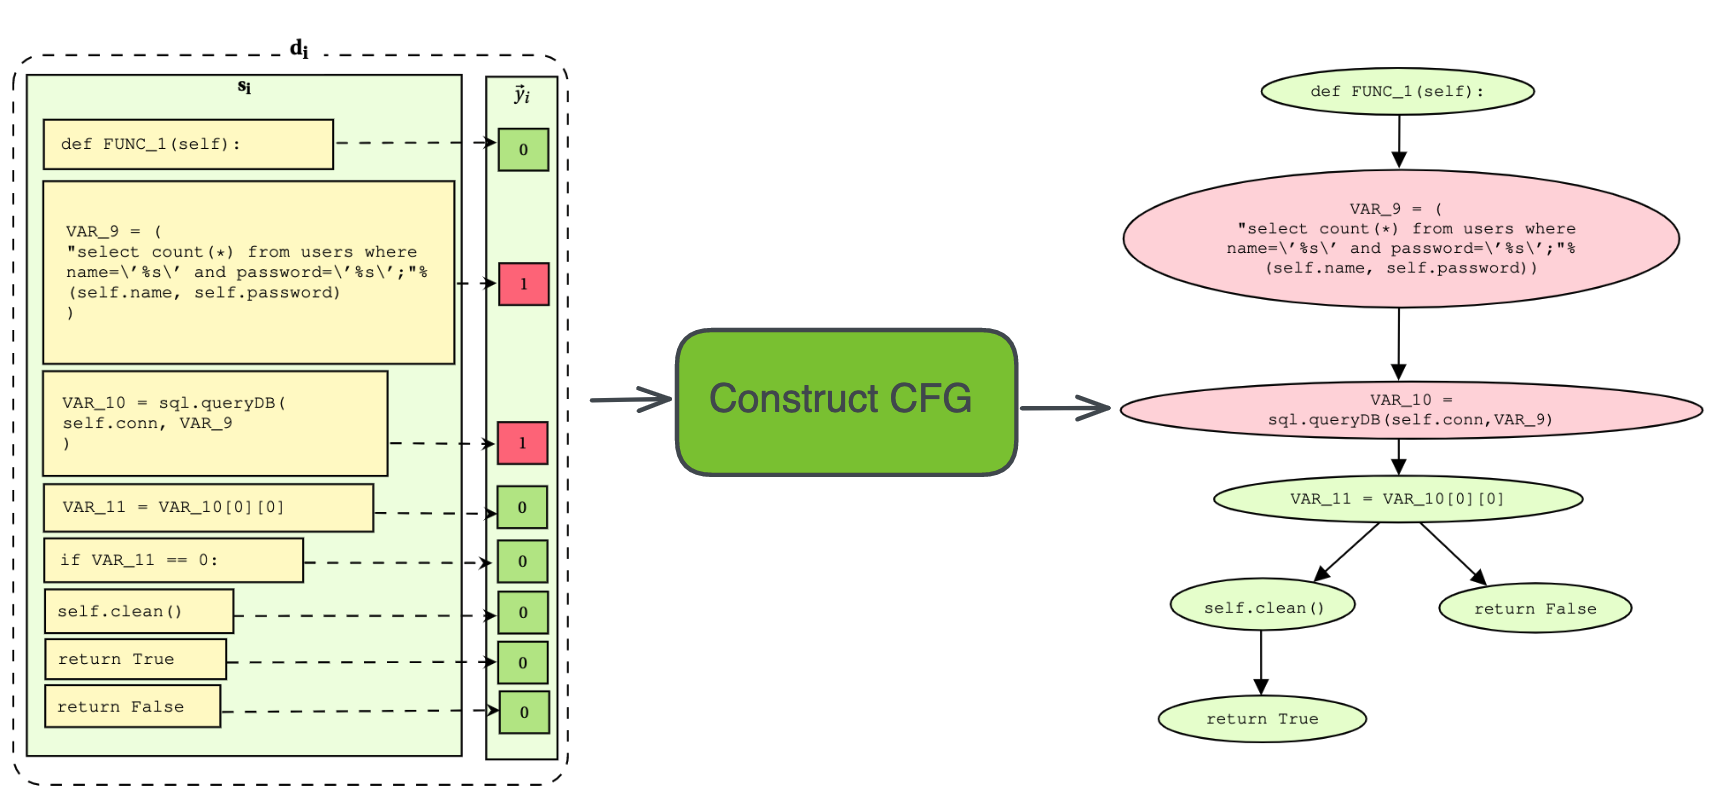 d_i
s_i
y⃗_i
def FUNC_1(self):
0
VAR_9 = (
"select count(*) from users where
name=\’%s\’ and password=\’%s\’;"%
(self.name, self.password)
)
1
VAR_10 = sql.queryDB(
self.conn, VAR_9
)
1
VAR_11 = VAR_10[0][0]
0
if VAR_11 == 0:
0
self.clean()
0
return True
0
return False
0
Construct CFG
def FUNC_1(self):
VAR_9 = (
"select count(*) from users where
name=\’%s\’ and password=\’%s\’;"%
(self.name, self.password))
VAR_10 =
sql.queryDB(self.conn,VAR_9)
VAR_11 = VAR_10[0][0]
self.clean()
return False
return True